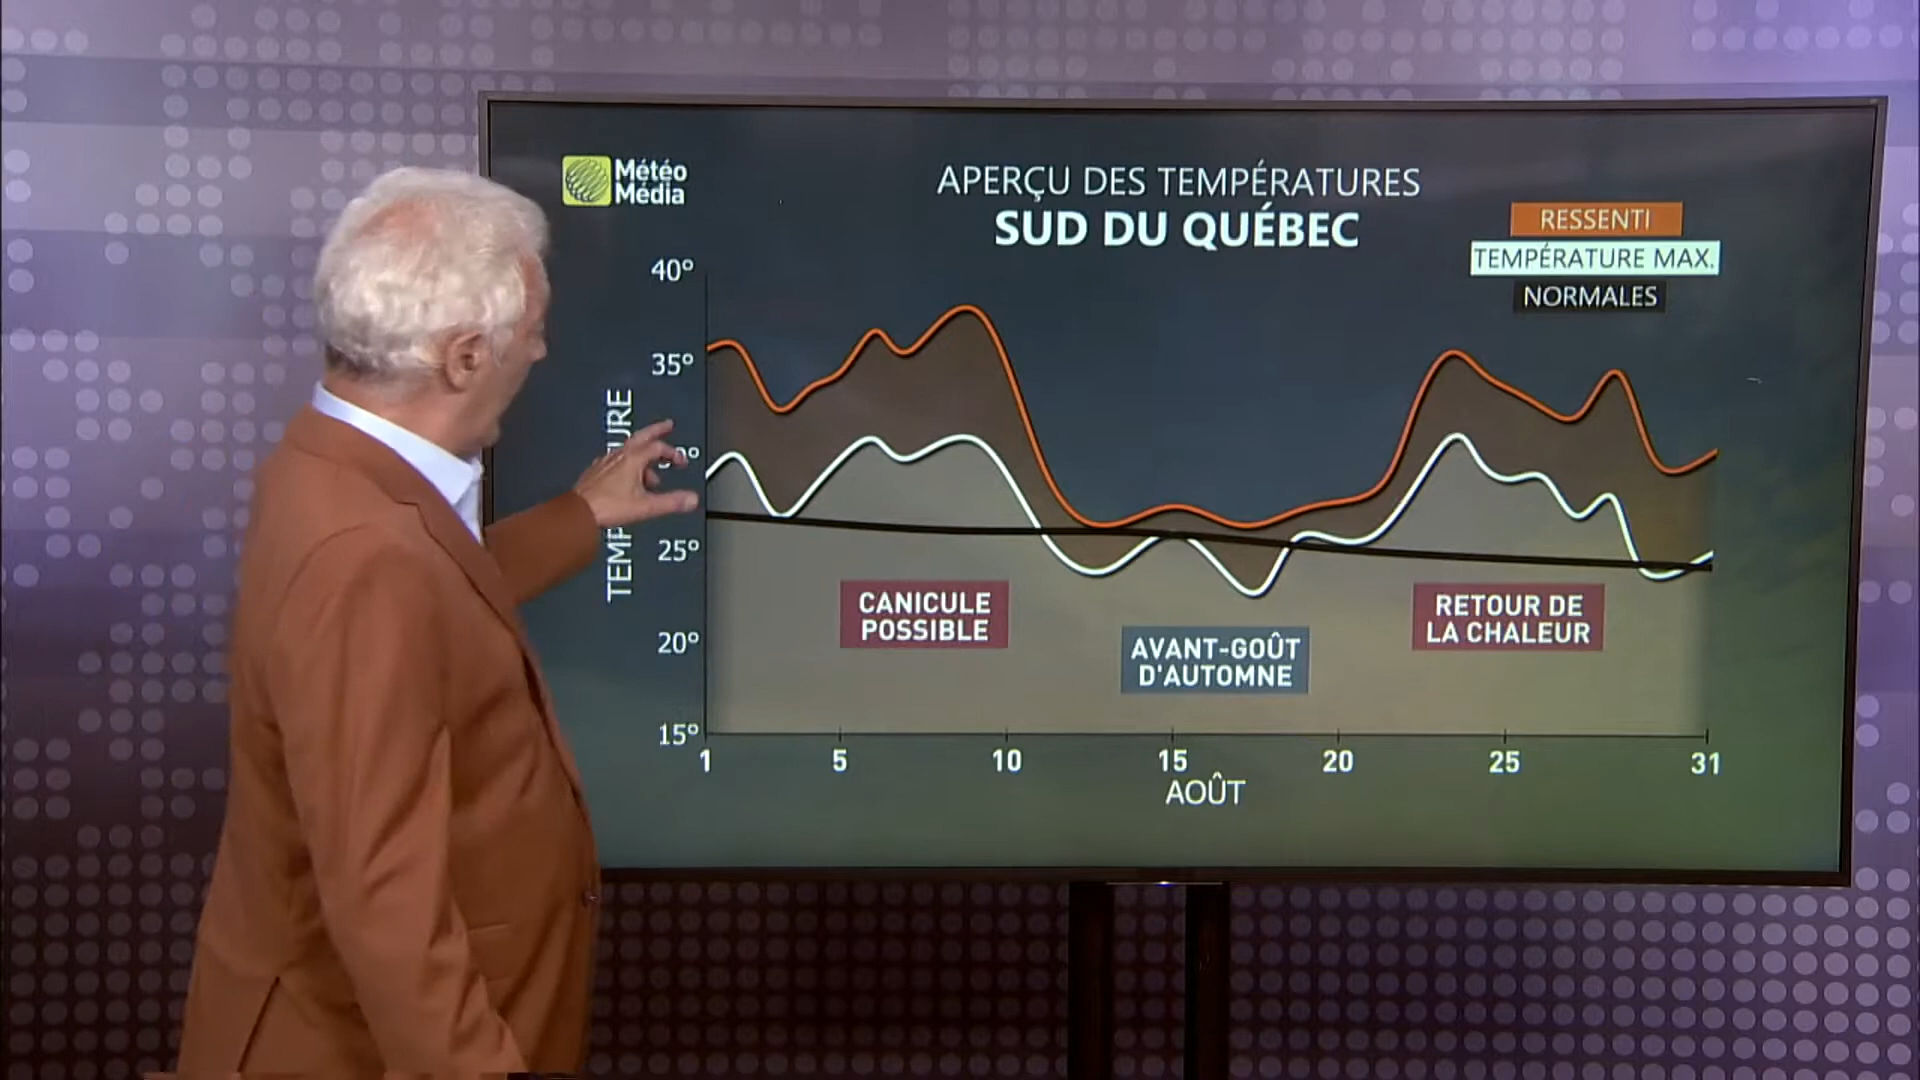 Météo
Média
APERÇU DES TEMPÉRATURES
SUD DU QUÉBEC
RESSENTI
TEMPÉRATURE MAX.
NORMALES
40°
35°
25°
20°
15°
CANICULE
POSSIBLE
AVANT-GOÛT
D'AUTOMNE
RETOUR DE
LA CHALEUR
1 5 10 15 20 25 31
AOÛT